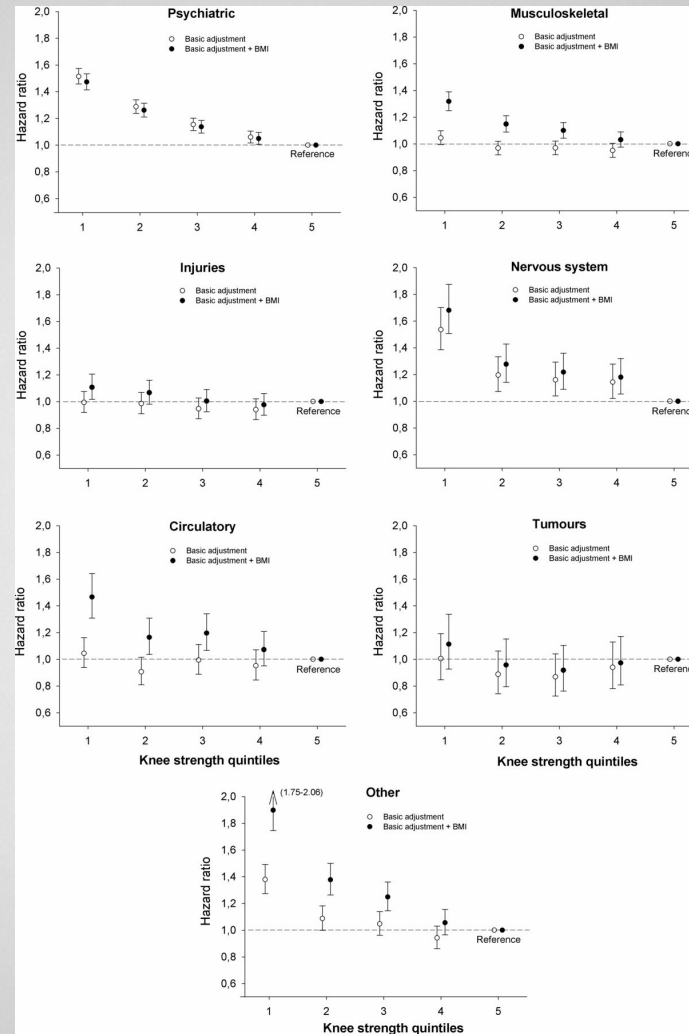 Psychiatric
Basic adjustment
Basic adjustment + BMI
Hazard ratio
2,0
1,8
1,6
1,4
1,2
1,0
0,8
0,6
Reference
1 2 3 4 5
Musculoskeletal
Basic adjustment
Basic adjustment + BMI
Hazard ratio
2,0
1,8
1,6
1,4
1,2
1,0
0,8
0,6
Reference
1 2 3 4 5
Injuries
Basic adjustment
Basic adjustment + BMI
Hazard ratio
2,0
1,8
1,6
1,4
1,2
1,0
0,8
0,6
Reference
1 2 3 4 5
Nervous system
Basic adjustment
Basic adjustment + BMI
Hazard ratio
2,0
1,8
1,6
1,4
1,2
1,0
0,8
0,6
Referenc
1 2 3 4 5
Circulatory
Basic adjustment
Basic adjustment + BMI
Hazard ratio
2,0
1,8
1,6
1,4
1,2
1,0
0,8
0,6
Reference
1 2 3 4 5
Knee strength quintiles
Tumours
Basic adjustment
Basic adjustment + BMI
Hazard ratio
2,0
1,8
1,6
1,4
1,2
1,0
0,8
0,6
Referenc
1 2 3 4 5
Knee strength quintiles
Other
(1.75-2.06)
Basic adjustment
Basic adjustment + BMI
Hazard ratio
2,0
1,8
1,6
1,4
1,2
1,0
0,8
0,6
Reference
1 2 3 4 5
Knee strength quintiles